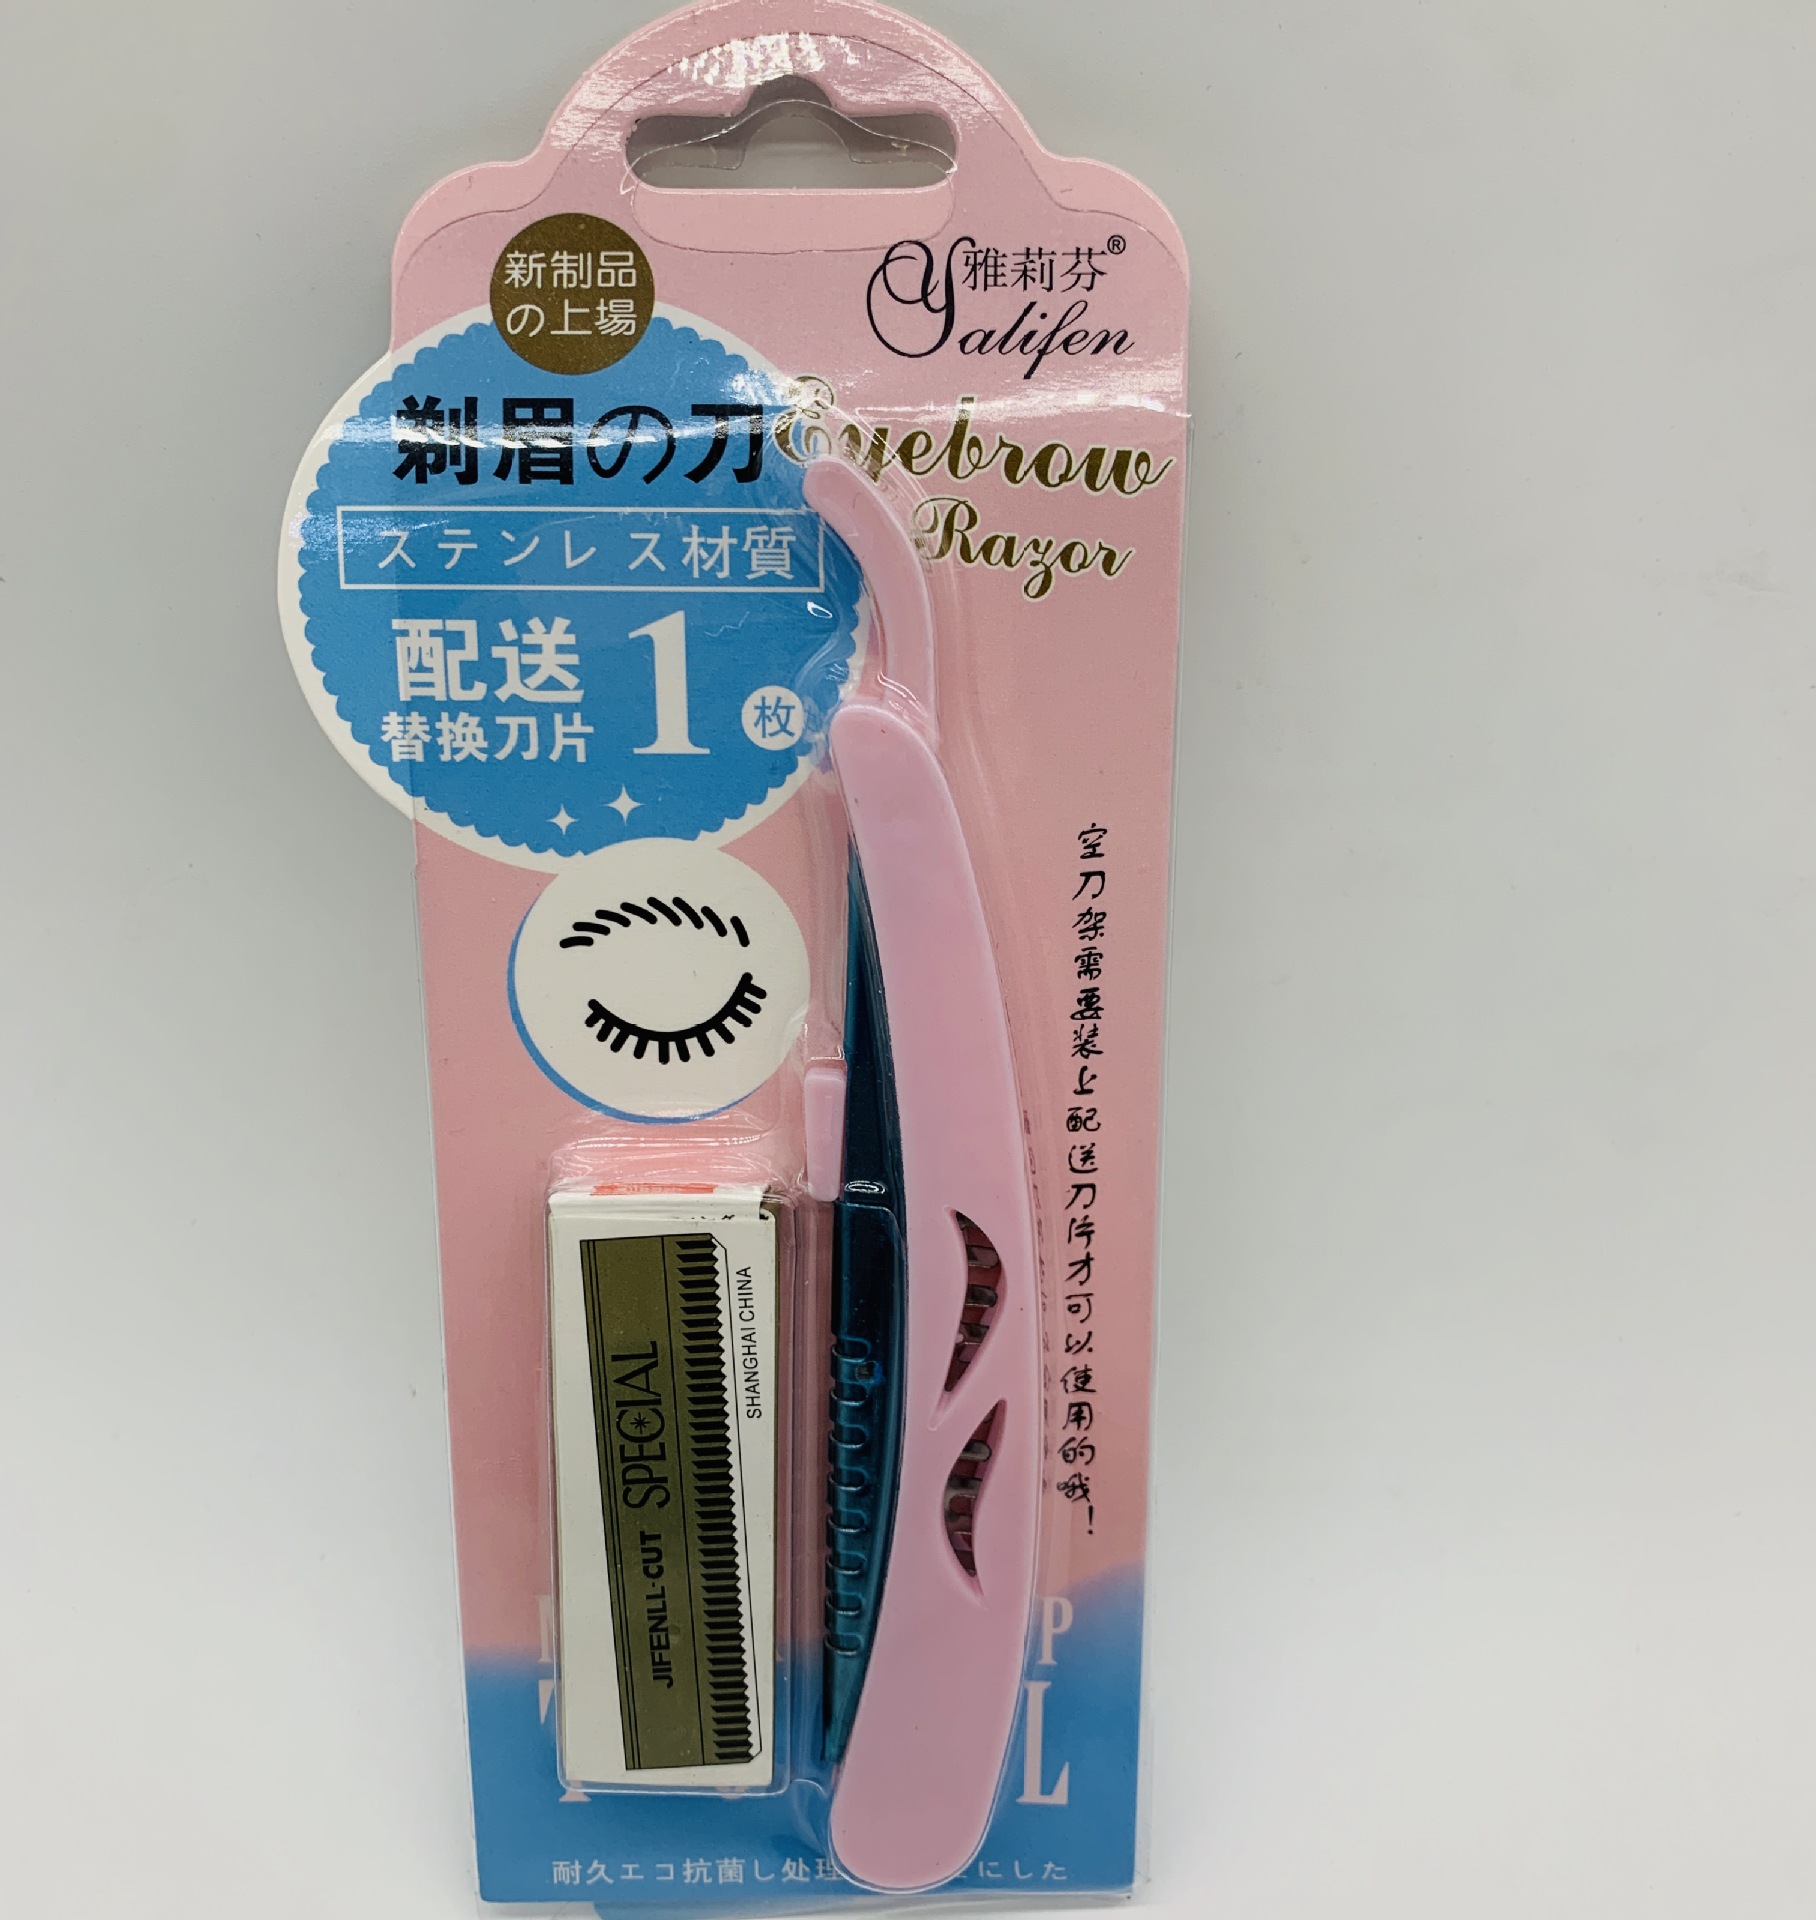 新制品
の上場
雅莉芬®
Yalifen
剃眉の刀
Eyebrow
Razor
ステンレス材質
配送
替換刀片
1
枚
空刀架需要装上配送刀片才可以使用的哦！
JIFENLL-CUT SPECIAL
SHANGHAI CHINA
耐久エコ抗菌し処理
にした